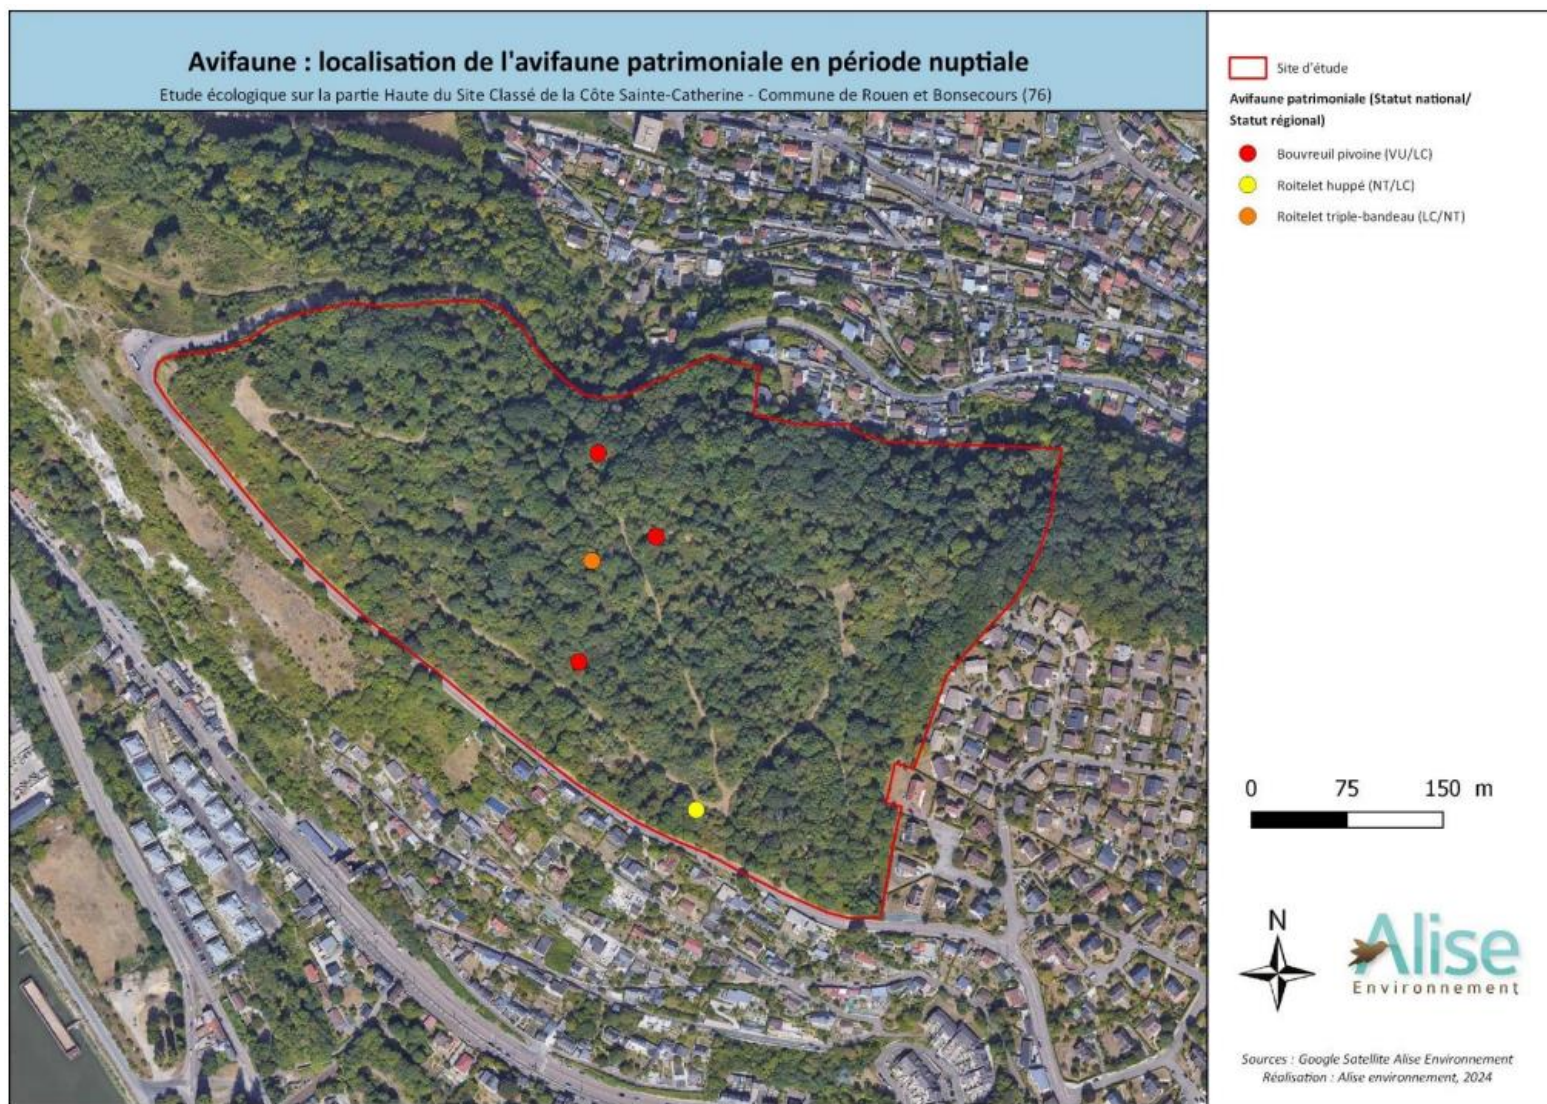 Avifaune : localisation de l'avifaune patrimoniale en période nuptiale
Etude écologique sur la partie Haute du Site Classé de la Côte Sainte-Catherine - Commune de Rouen et Bonsecours (76)
Site d'étude
Avifaune patrimoniale (Statut national/
Statut régional)
Bouvreuil pivoine (VU/LC)
Roitelet huppé (NT/LC)
Roitelet triple-bandeau (LC/NT)
0 75 150 m
N
Alise
Environnement
Sources : Google Satellite Alise Environnement
Réalisation : Alise environnement, 2024